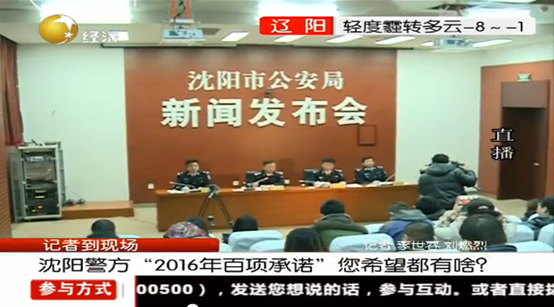 经济
辽阳 轻度霾转多云-8～-1
沈阳市公安局
新闻发布会
直播
记者到现场
记者 李世春 刘燃烈
沈阳警方“2016年百项承诺”您希望都有啥?
参与方式 00500），发送您想说的话，参与互动。或者直接拨